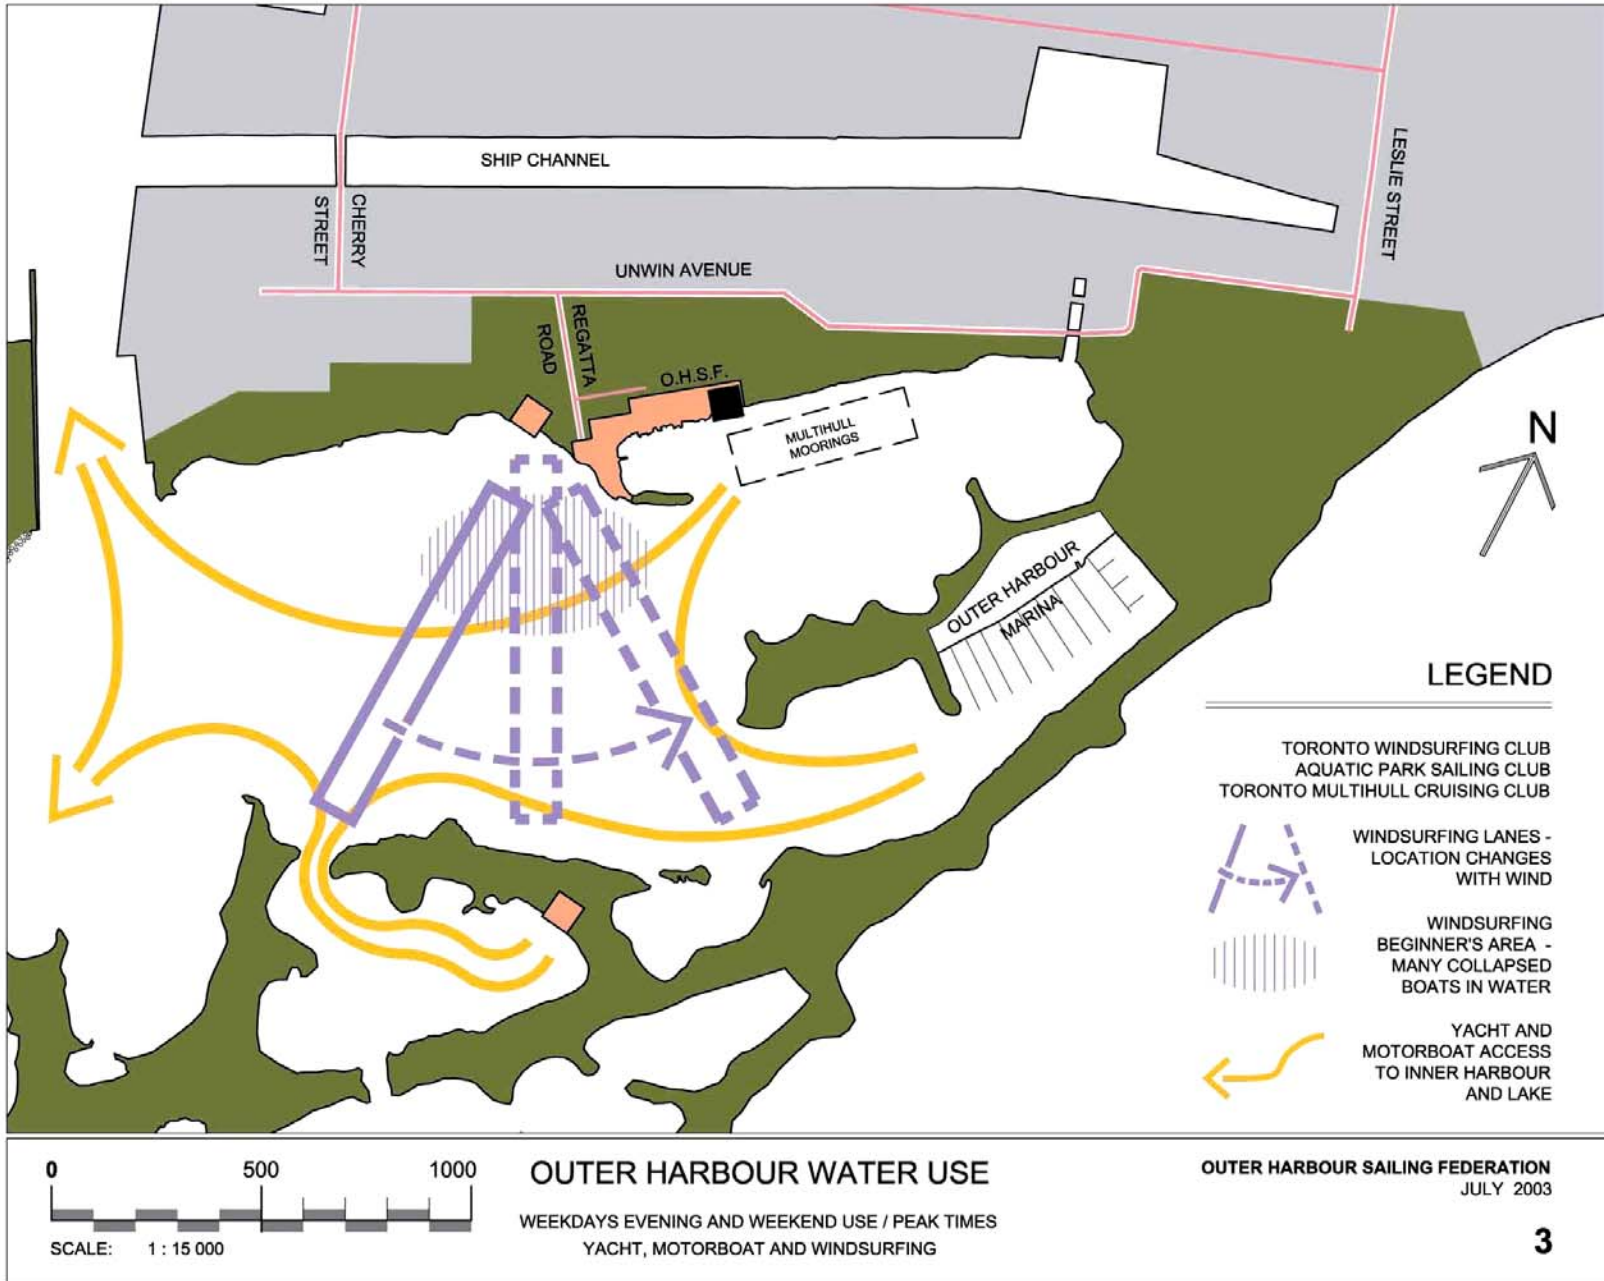 SHIP CHANNEL
CHERRY
STREET
LESLIE STREET
UNWIN AVENUE
REGATTA
ROAD
O.H.S.F.
MULTIHULL
MOORINGS
N
OUTER HARBOUR
MARINA
LEGEND
TORONTO WINDSURFING CLUB
AQUATIC PARK SAILING CLUB
TORONTO MULTIHULL CRUISING CLUB
WINDSURFING LANES -
LOCATION CHANGES
WITH WIND
WINDSURFING
BEGINNER'S AREA -
MANY COLLAPSED
BOATS IN WATER
YACHT AND
MOTORBOAT ACCESS
TO INNER HARBOUR
AND LAKE
0 500 1000
SCALE: 1 : 15 000
OUTER HARBOUR WATER USE
WEEKDAYS EVENING AND WEEKEND USE / PEAK TIMES
YACHT, MOTORBOAT AND WINDSURFING
OUTER HARBOUR SAILING FEDERATION
JULY 2003
3